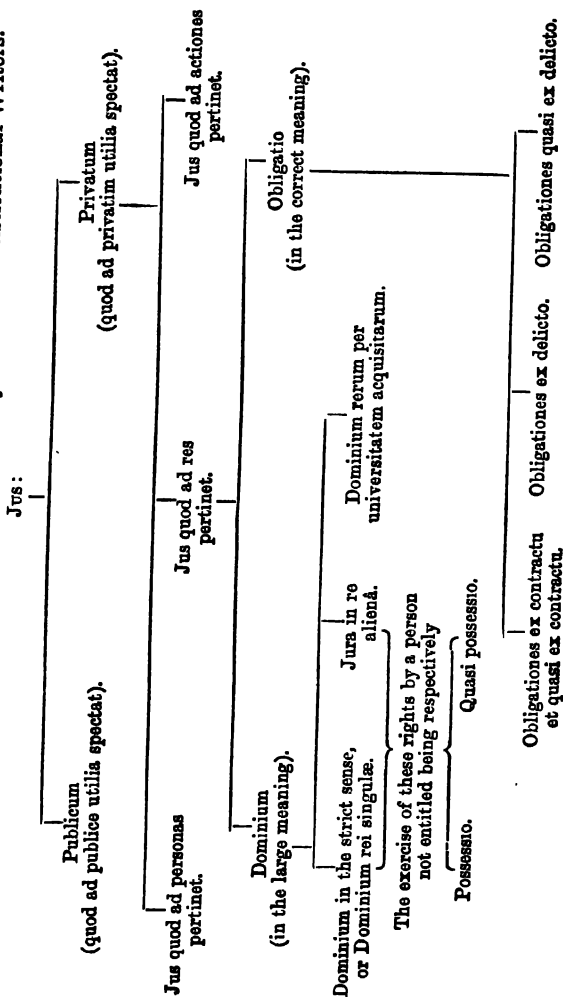 Writers.
Jus:
Publicum
(quod ad publice utilia spectat).
Privatum
(quod ad privatim utilia spectat).
Jus quod ad personas
pertinet.
Jus quod ad res
pertinet.
Jus quod ad actiones
pertinet.
Dominium
(in the large meaning).
Obligatio
(in the correct meaning).
Dominium in the strict sense,
or Dominium rei singulæ.
Jura in re
alienâ.
Dominium rerum per
universitatem acquisitarum.
The exercise of these rights by a person
not entitled being respectively
Possessio.
Quasi possessio.
Obligationes ex contractu
et quasi ex contractu.
Obligationes ex delicto.
Obligationes quasi ex delicto.